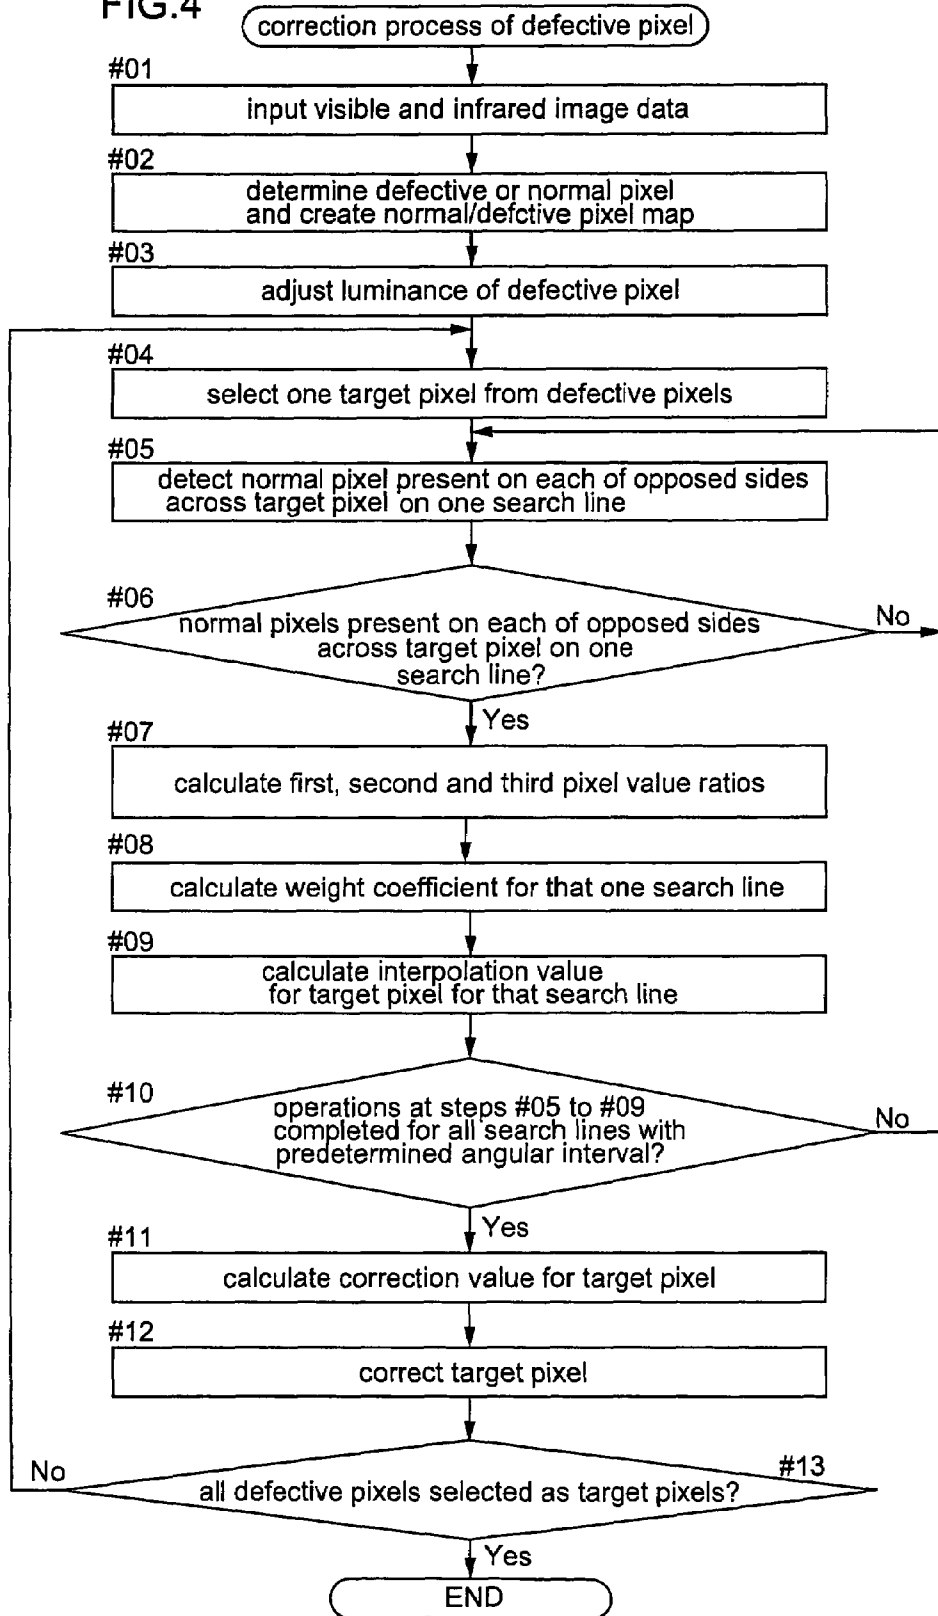 FIG.4
correction process of defective pixel
#01
input visible and infrared image data
#02
determine defective or normal pixel
and create normal/defctive pixel map
#03
adjust luminance of defective pixel
#04
select one target pixel from defective pixels
#05
detect normal pixel present on each of opposed sides
across target pixel on one search line
#06
normal pixels present on each of opposed sides
across target pixel on one
search line?
No
Yes
#07
calculate first, second and third pixel value ratios
#08
calculate weight coefficient for that one search line
#09
calculate interpolation value
for target pixel for that search line
#10
operations at steps #05 to #09
completed for all search lines with
predetermined angular interval?
No
Yes
#11
calculate correction value for target pixel
#12
correct target pixel
No
#13
all defective pixels selected as target pixels?
Yes
END